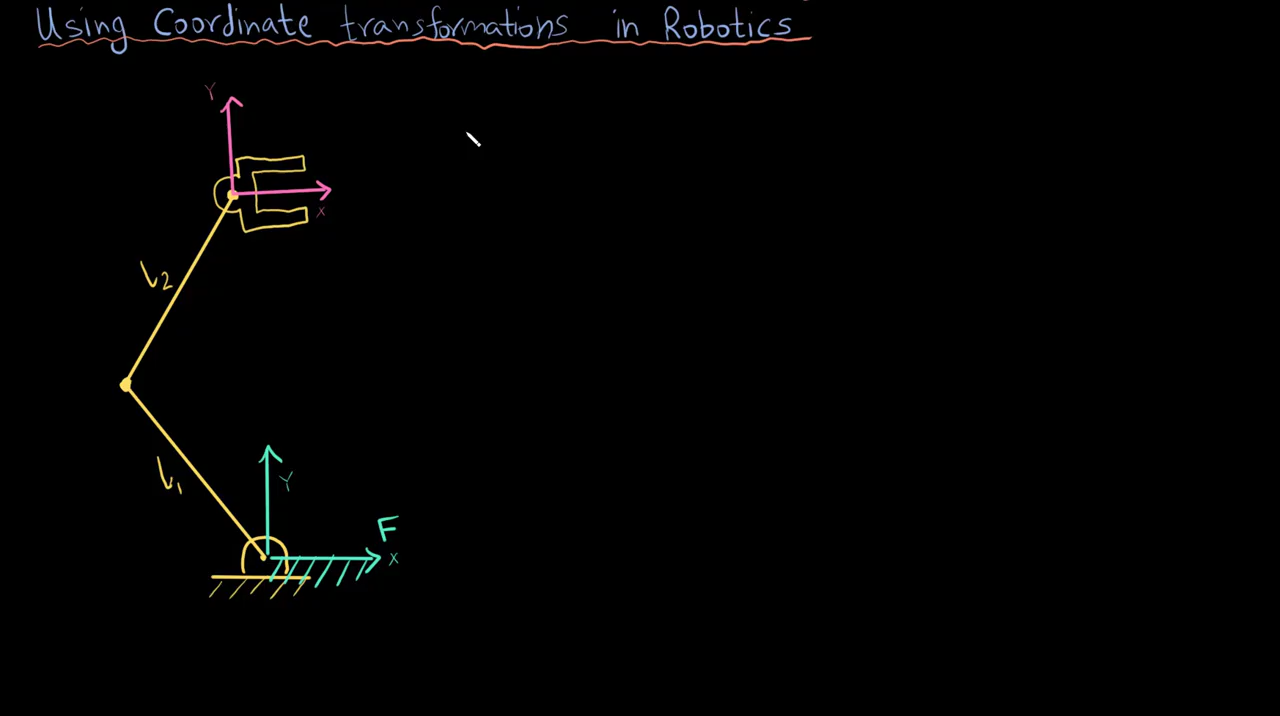 Using Coordinate transformations in Robotics
Y
X
L2
L1
Y
F
X